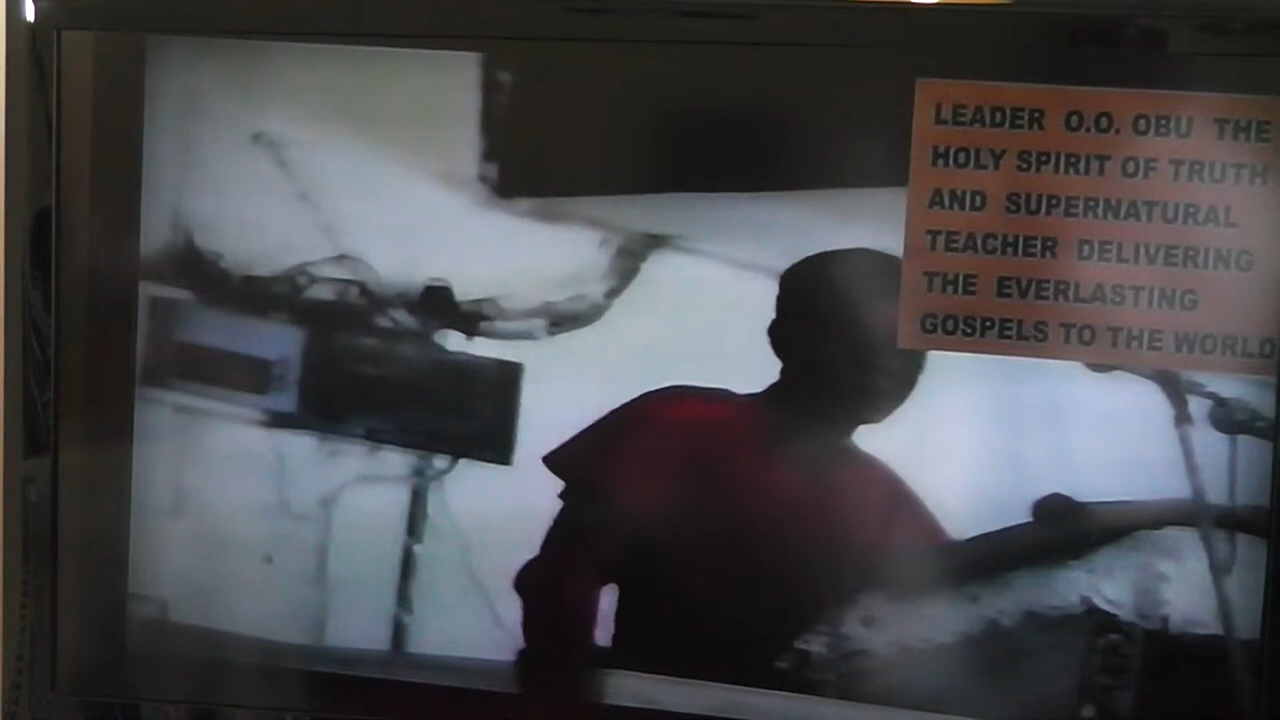 LEADER O.O. OBU THE
HOLY SPIRIT OF TRUTH
AND SUPERNATURAL
TEACHER DELIVERING
THE EVERLASTING
GOSPELS TO THE WORLD